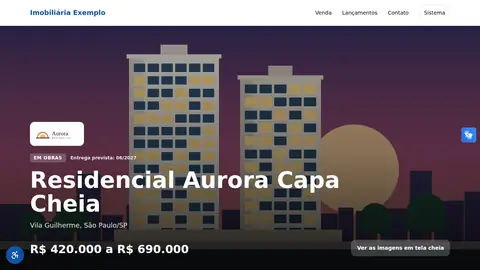 Imobiliária Exemplo
Venda
Lançamentos
Contato
Sistema
Aurora
EM OBRAS
Entrega prevista: 06/2027
Residencial Aurora Capa
Cheia
Vila Guilherme, São Paulo/SP
R$ 420.000 a R$ 690.000
Ver as imagens em tela cheia